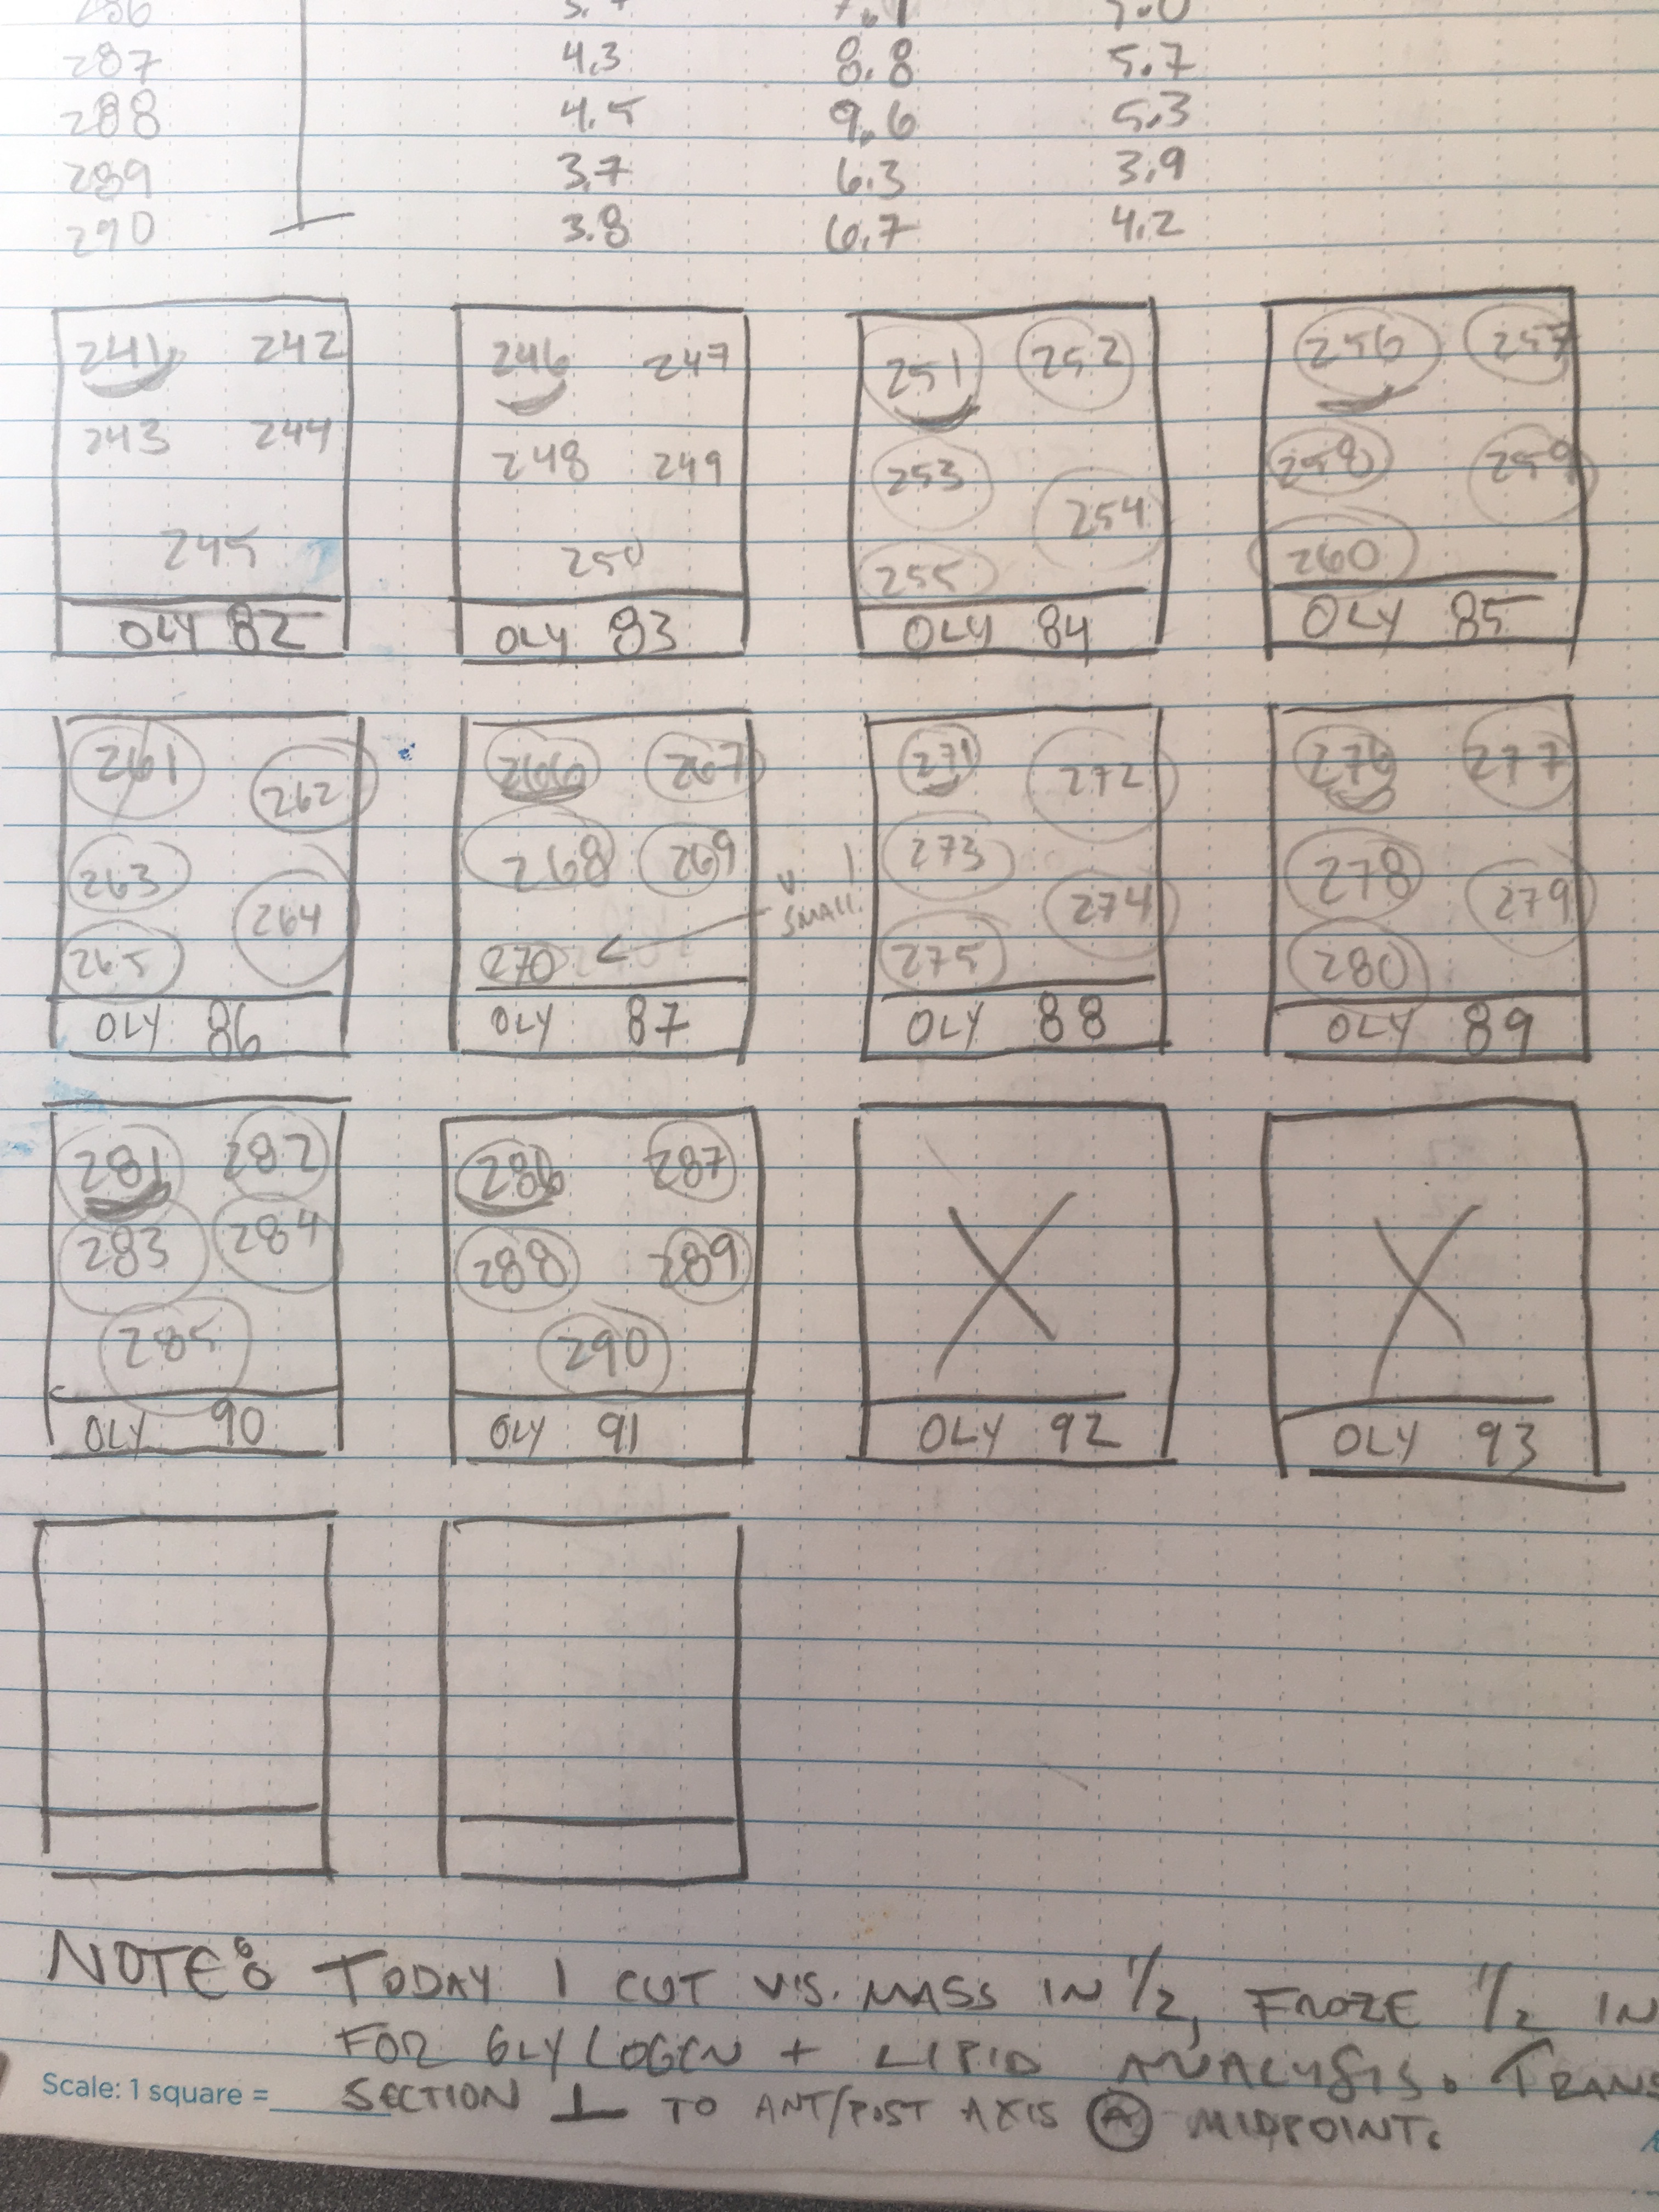 286
287 4.3 8.8 5.7
288 4.5 9.6 5.3
289 3.7 6.3 3.9
290 3.8 6.7 4.2
241 242
243 244
245
OLY 82
246 247
248 249
250
OLY 83
251 252
253
254
255
OLY 84
256 257
258 259
260
OLY 85
261
262
263
264
265
OLY 86
266 267
268 269
270
OLY 87
SMALL
271 272
273
274
275
OLY 88
276 277
278
279
280
OLY 89
281 282
283 284
285
OLY 90
286 287
288 289
290
OLY 91
X
OLY 92
X
OLY 93
NOTE: TODAY I CUT VIS. MASS IN 1/2, FROZE 1/2 IN
FOR GLYCOGEN + LIPID ANALYSIS. TRANS
Scale: 1 square =
SECTION ⊥ TO ANT/POST AXIS @ MIDPOINT.